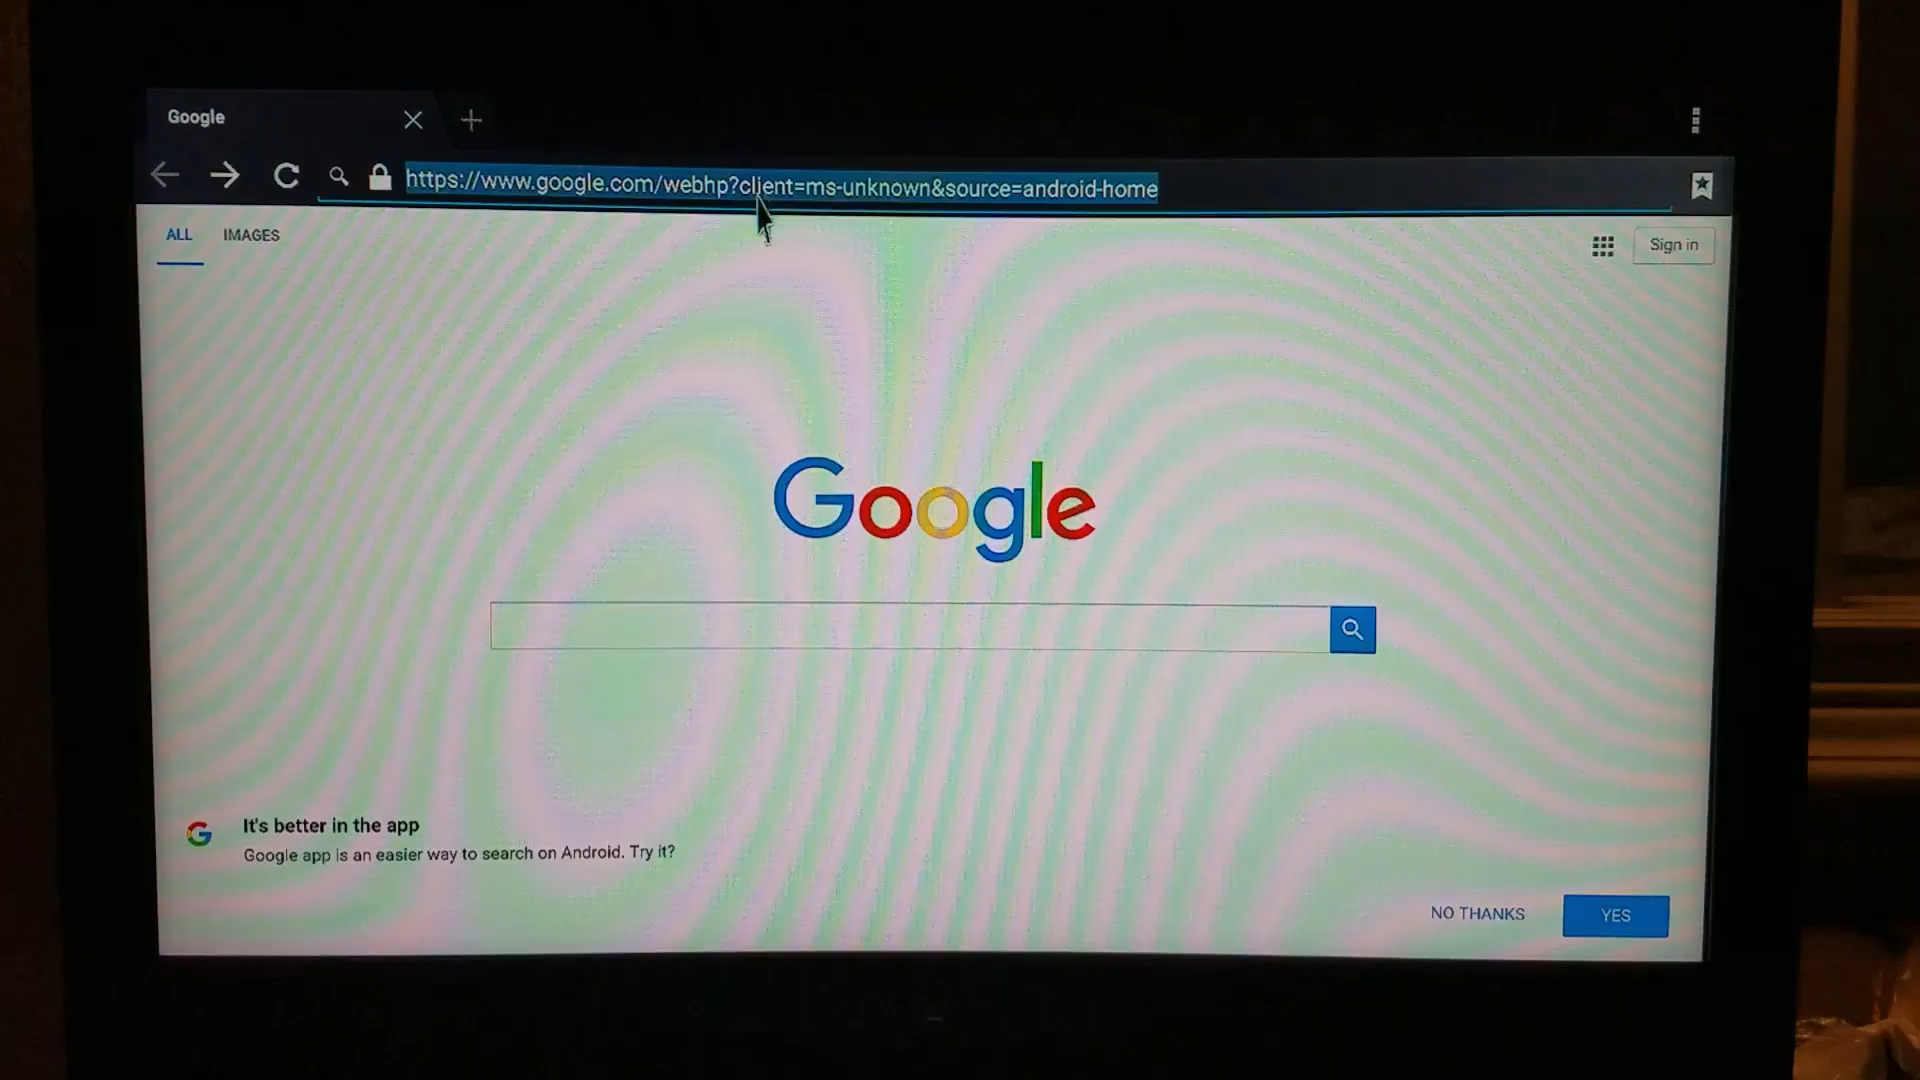 Google
https://www.google.com/webhp?client=ms-unknown&source=android-home
ALL IMAGES
Sign in
Google
It's better in the app
Google app is an easier way to search on Android. Try it?
NO THANKS YES